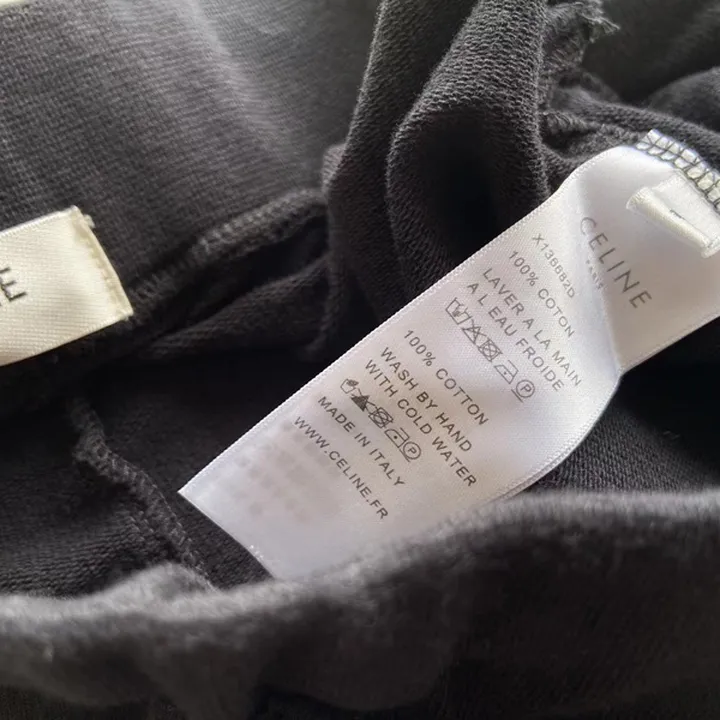 CELINE
PARIS
X136682D
100% COTON
LAVER A LA MAIN
A L EAU FROIDE
100% COTTON
WASH BY HAND
WITH COLD WATER
MADE IN ITALY
WWW.CELINE.FR